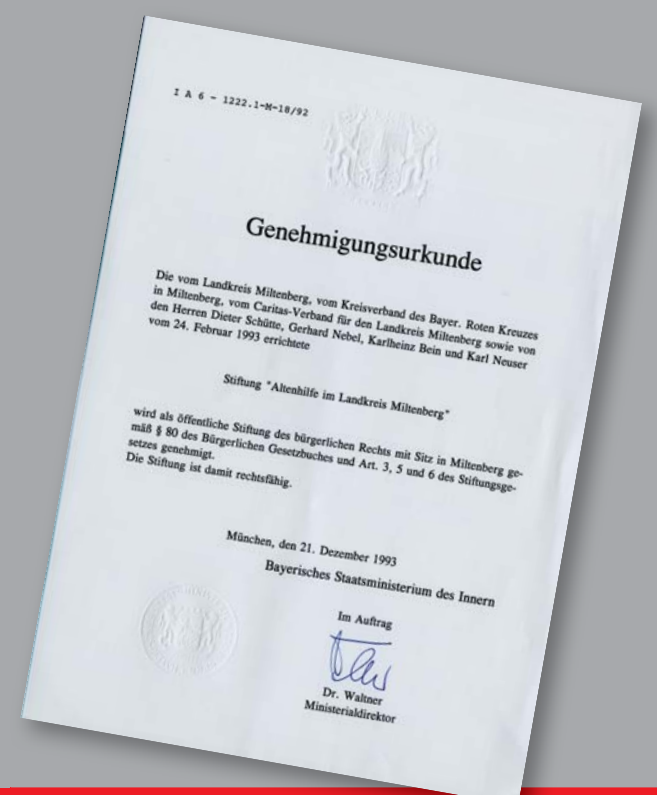 I A 6 - 1222.1-M-18/92
Genehmigungsurkunde
Die vom Landkreis Miltenberg, vom Kreisverband des Bayer. Roten Kreuzes
in Miltenberg, vom Caritas-Verband für den Landkreis Miltenberg sowie von
den Herren Dieter Schütte, Gerhard Nebel, Karlheinz Bein und Karl Neuser
vom 24. Februar 1993 errichtete
Stiftung "Altenhilfe im Landkreis Miltenberg"
wird als öffentliche Stiftung des bürgerlichen Rechts mit Sitz in Miltenberg ge-
mäß § 80 des Bürgerlichen Gesetzbuches und Art. 3, 5 und 6 des Stiftungsge-
setzes genehmigt.
Die Stiftung ist damit rechtsfähig.
München, den 21. Dezember 1993
Bayerisches Staatsministerium des Innern
Im Auftrag
Dr. Waltner
Ministerialdirektor